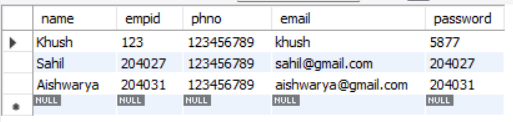 name empid phno email password
Khush 123 123456789 khush 5877
Sahil 204027 123456789 sahil@gmail.com 204027
Aishwarya 204031 123456789 aishwarya@gmail.com 204031
NULL NULL NULL NULL NULL